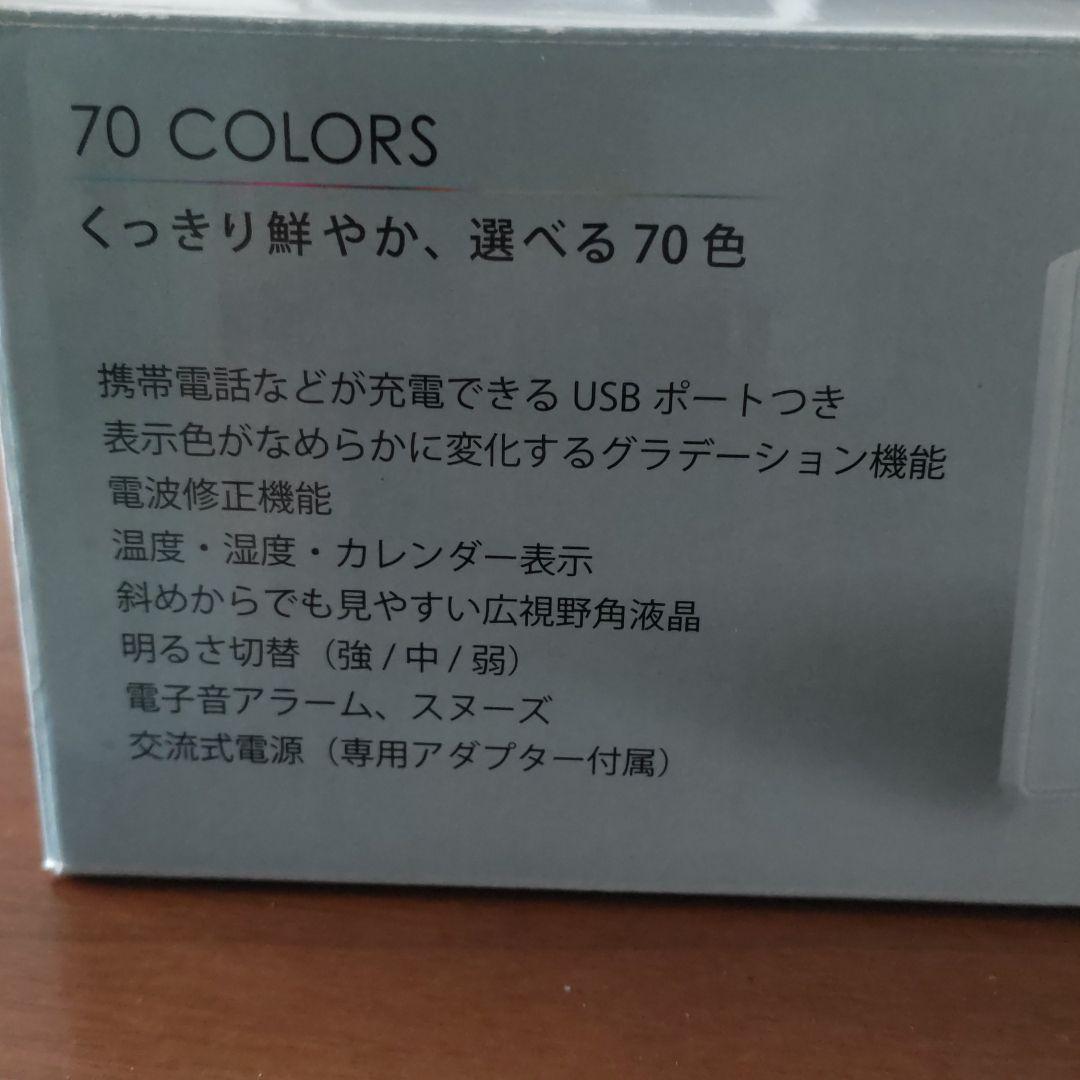 70 COLORS
くっきり鮮やか、選べる70色
携帯電話などが充電できるUSBポートつき
表示色がなめらかに変化するグラデーション機能
電波修正機能
温度・湿度・カレンダー表示
斜めからでも見やすい広視野角液晶
明るさ切替（強/中/弱）
電子音アラーム、スヌーズ
交流式電源（専用アダプター付属）